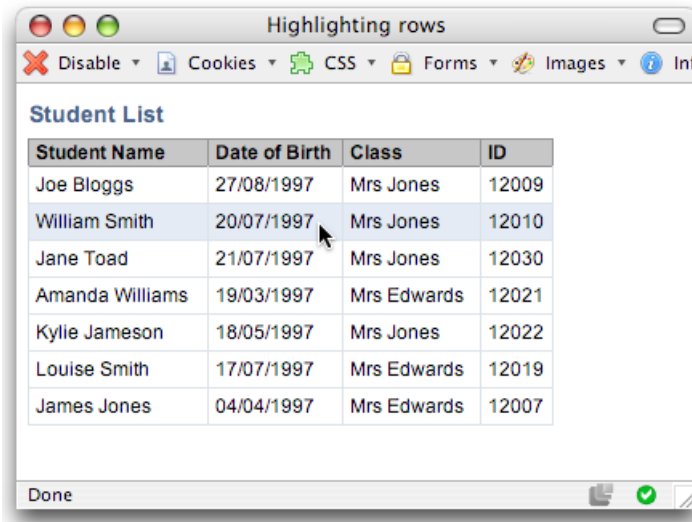 Highlighting rows
Disable Cookies CSS Forms Images Inf
Student List
Student Name Date of Birth Class ID
Joe Bloggs 27/08/1997 Mrs Jones 12009
William Smith 20/07/1997 Mrs Jones 12010
Jane Toad 21/07/1997 Mrs Jones 12030
Amanda Williams 19/03/1997 Mrs Edwards 12021
Kylie Jameson 18/05/1997 Mrs Jones 12022
Louise Smith 17/07/1997 Mrs Edwards 12019
James Jones 04/04/1997 Mrs Edwards 12007
Done